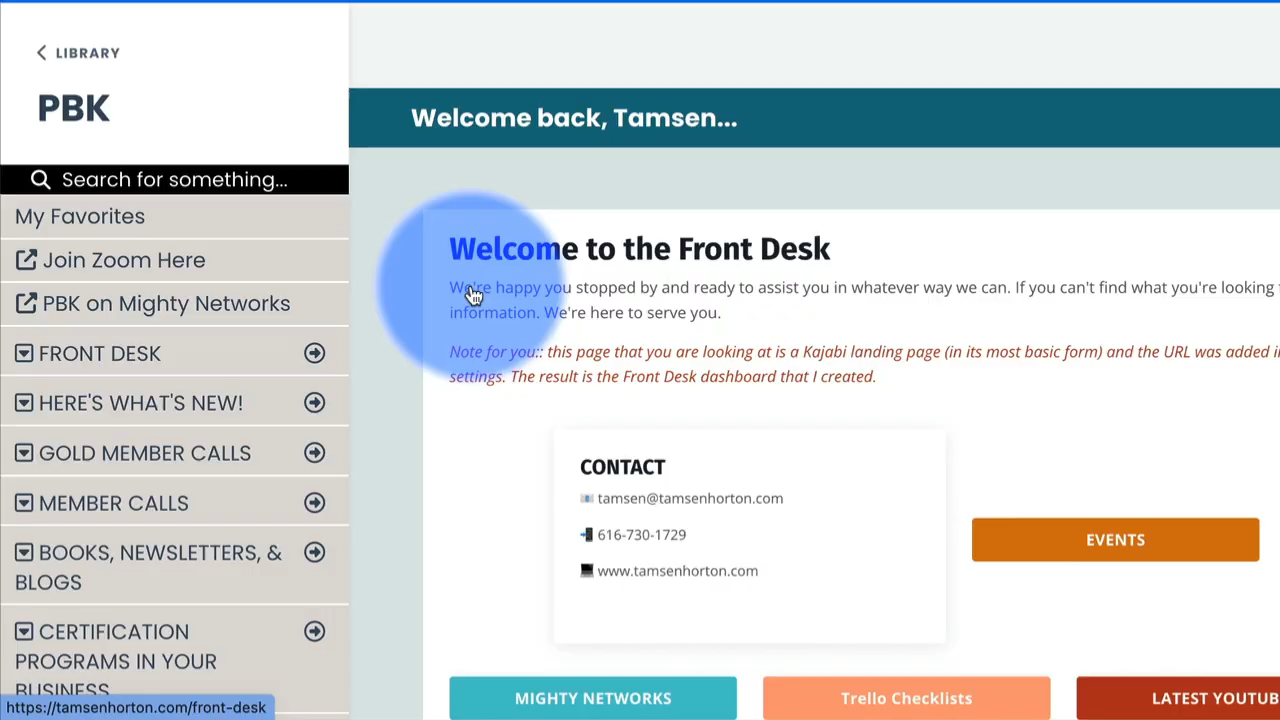 LIBRARY
PBK
Welcome back, Tamsen...
Search for something...
My Favorites
Join Zoom Here
PBK on Mighty Networks
FRONT DESK
HERE'S WHAT'S NEW!
GOLD MEMBER CALLS
MEMBER CALLS
BOOKS, NEWSLETTERS, &
BLOGS
CERTIFICATION
PROGRAMS IN YOUR
BUSINESS
https://tamsenhorton.com/front-desk
Welcome to the Front Desk
We're happy you stopped by and ready to assist you in whatever way we can. If you can't find what you're looking
information. We're here to serve you.
Note for you:: this page that you are looking at is a Kajabi landing page (in its most basic form) and the URL was added
settings. The result is the Front Desk dashboard that I created.
CONTACT
tamsen@tamsenhorton.com
616-730-1729
www.tamsenhorton.com
EVENTS
MIGHTY NETWORKS
Trello Checklists
LATEST YOUTUB